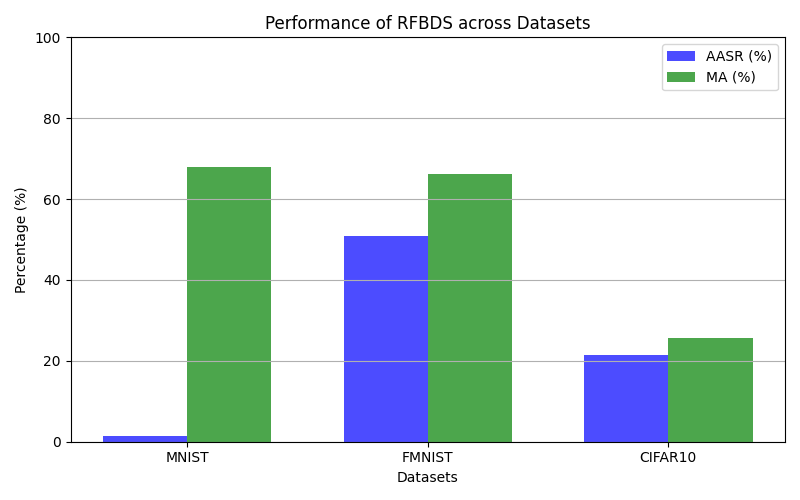 Performance of RFBDS across Datasets
AASR (%)
MA (%)
Percentage (%)
100
80
60
40
20
0
MNIST
FMNIST
CIFAR10
Datasets